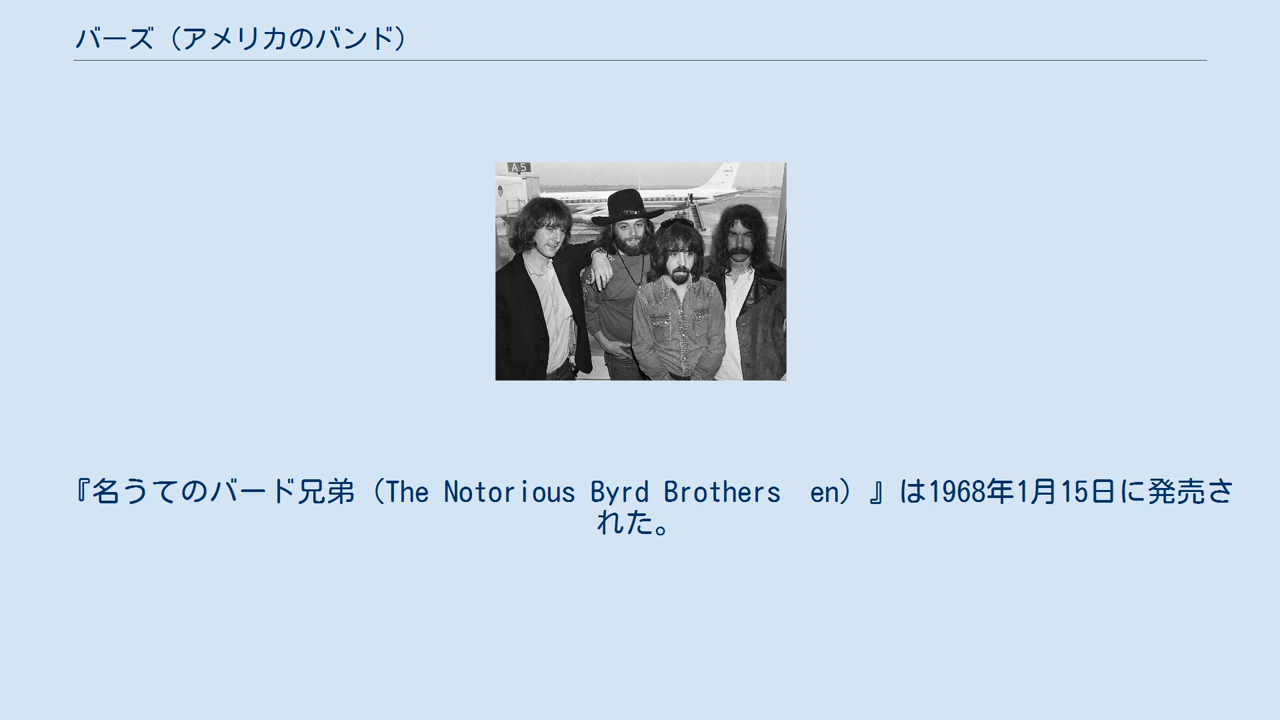 バーズ（アメリカのバンド）
A5
『名うてのバード兄弟（The Notorious Byrd Brothers　en）』は1968年1月15日に発売さ
れた。